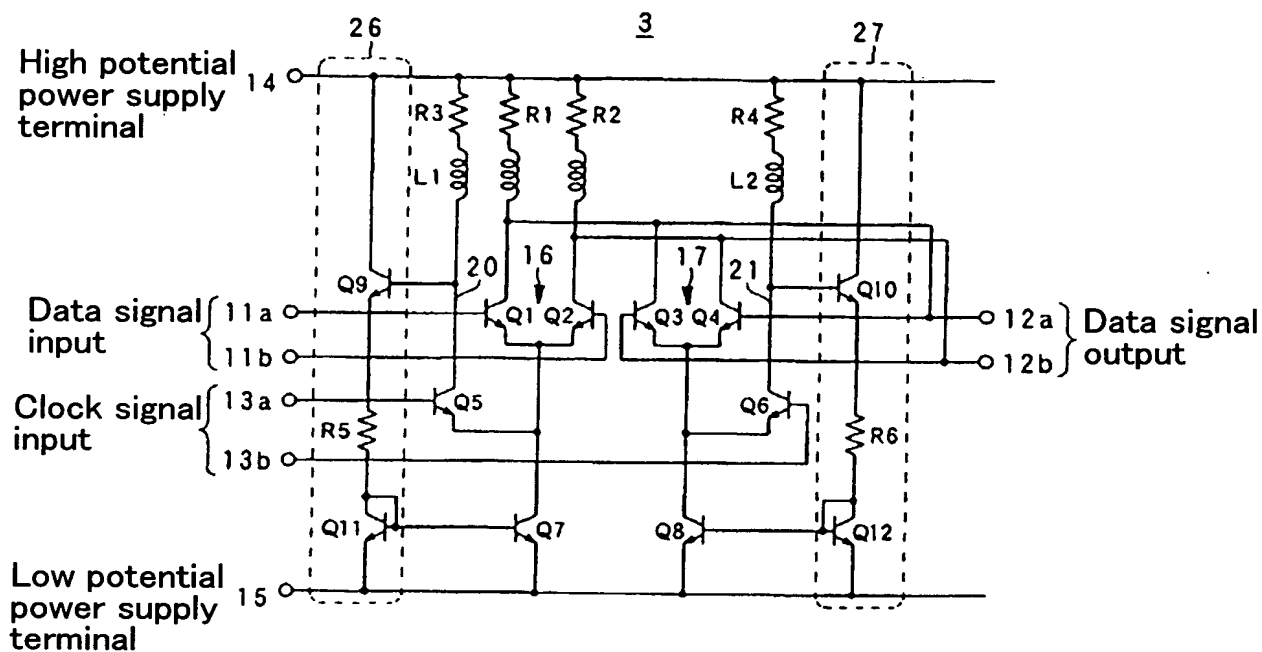 26
3
27
High potential
power supply
terminal
14
R3
R1
R2
R4
L1
L2
Q9
20
16
17
21
Q10
Data signal
input
11a
11b
Q1
Q2
Q3
Q4
12a
12b
Data signal
output
Clock signal
input
13a
13b
Q5
Q6
R5
R6
Q11
Q7
Q8
Q12
Low potential
power supply
terminal
15